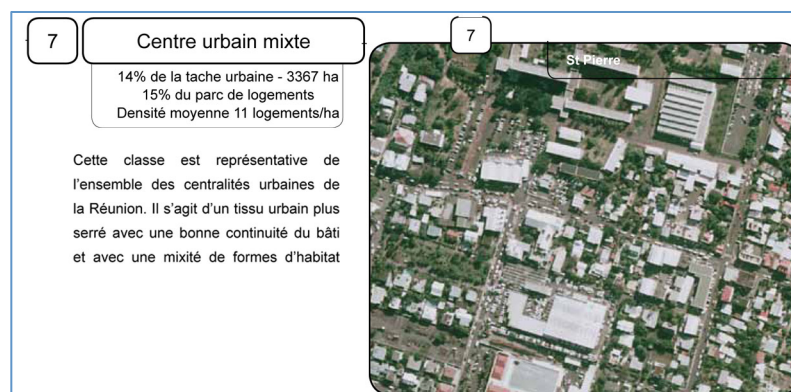 7
Centre urbain mixte
14% de la tache urbaine - 3367 ha
15% du parc de logements
Densité moyenne 11 logements/ha
Cette classe est représentative de
l'ensemble des centralités urbaines de
la Réunion. Il s'agit d'un tissu urbain plus
serré avec une bonne continuité du bâti
et avec une mixité de formes d'habitat
7
St Pierre